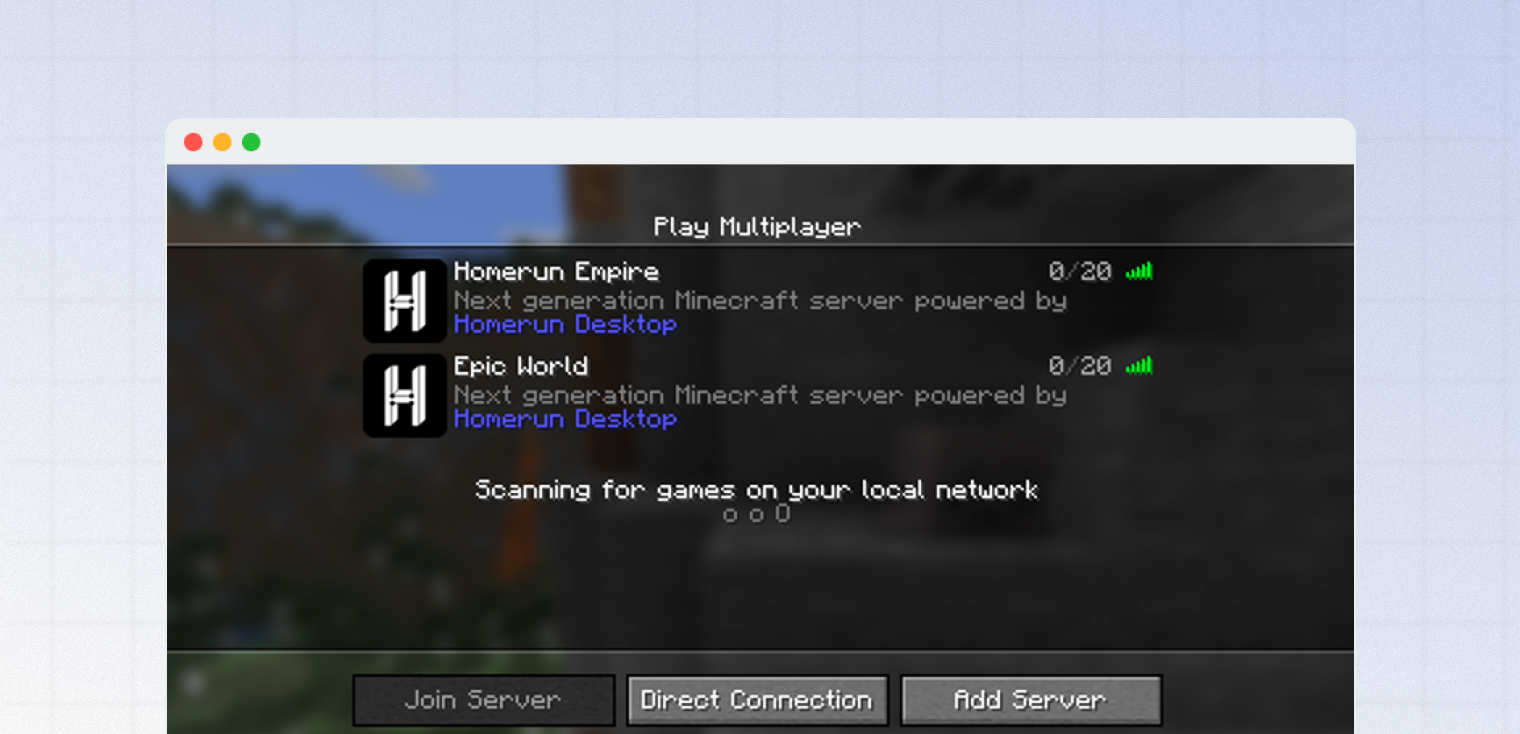 Play Multiplayer
Homerun Empire 0/20
Next generation Minecraft server powered by
Homerun Desktop
Epic World 0/20
Next generation Minecraft server powered by
Homerun Desktop
Scanning for games on your local network
o o O
Join Server Direct Connection Add Server